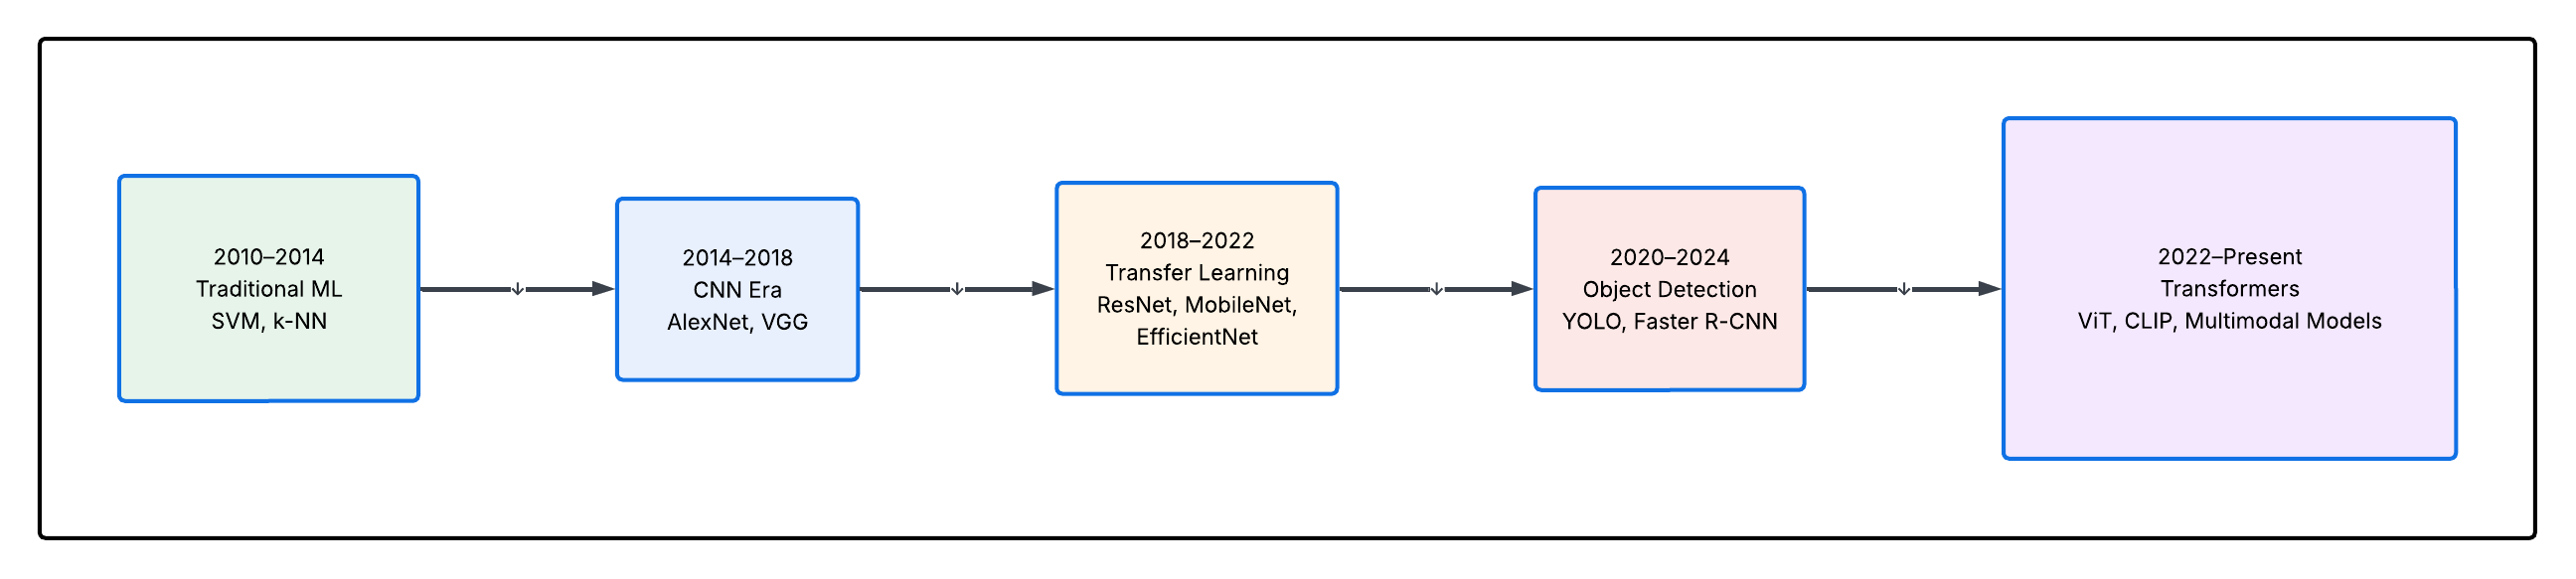 2010–2014
Traditional ML
SVM, k-NN
↓
2014–2018
CNN Era
AlexNet, VGG
↓
2018–2022
Transfer Learning
ResNet, MobileNet,
EfficientNet
↓
2020–2024
Object Detection
YOLO, Faster R-CNN
↓
2022–Present
Transformers
ViT, CLIP, Multimodal Models